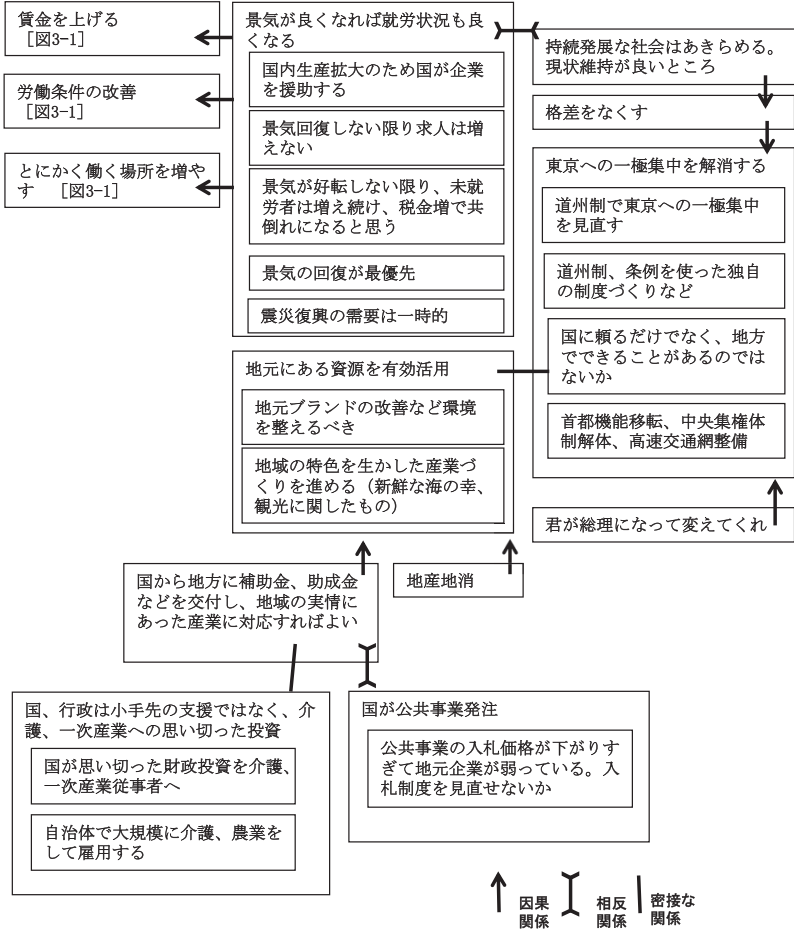 賃金を上げる
[図3-1]
労働条件の改善
[図3-1]
とにかく働く場所を増や
す [図3-1]
景気が良くなれば就労状況も良
くなる
国内生産拡大のため国が企業
を援助する
景気回復しない限り求人は増
えない
景気が好転しない限り、未就
労者は増え続け、税金増で共
倒れになると思う
景気の回復が最優先
震災復興の需要は一時的
持続発展な社会はあきらめる。
現状維持が良いところ
格差をなくす
東京への一極集中を解消する
道州制で東京への一極集中
を見直す
道州制、条例を使った独自
の制度づくりなど
国に頼るだけでなく、地方
でできることがあるのでは
ないか
首都機能移転、中央集権体
制解体、高速交通網整備
君が総理になって変えてくれ
地元にある資源を有効活用
地元ブランドの改善など環境
を整えるべき
地域の特色を生かした産業づ
くりを進める（新鮮な海の幸、
観光に関したもの）
国から地方に補助金、助成金
などを交付し、地域の実情に
あった産業に対応すればよい
地産地消
国、行政は小手先の支援ではなく、介
護、一次産業への思い切った投資
国が思い切った財政投資を介護、
一次産業従事者へ
自治体で大規模に介護、農業を
して雇用する
国が公共事業発注
公共事業の入札価格が下がりす
ぎて地元企業が弱っている。入
札制度を見直せないか
因果
関係
相反
関係
密接な
関係